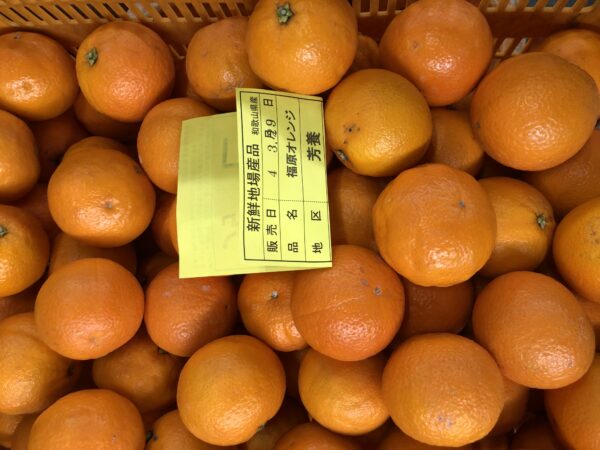 新鮮地場産品 和歌山県産
販売日 4 月 3.29 日
品名 福原オレンジ
地区 芳養